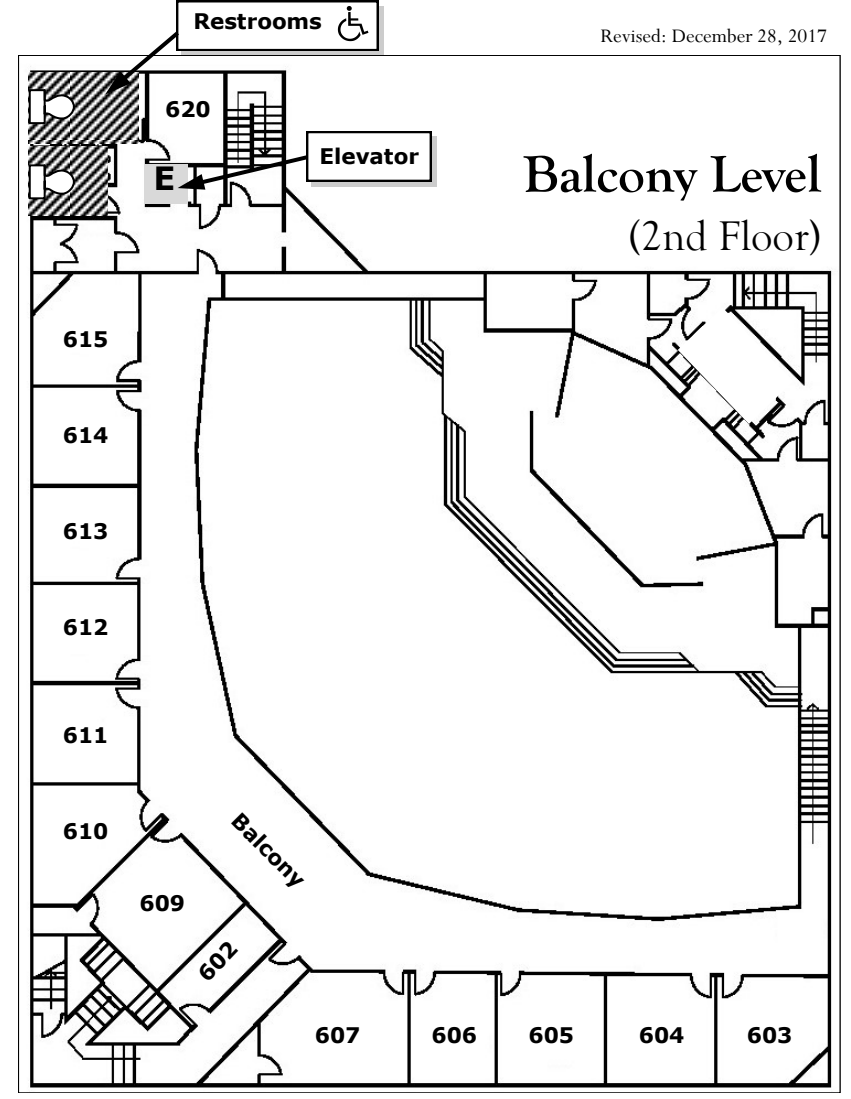 Restrooms
Revised: December 28, 2017
620
Elevator
E
Balcony Level
(2nd Floor)
615
614
613
612
611
610
Balcony
609
602
607
606
605
604
603